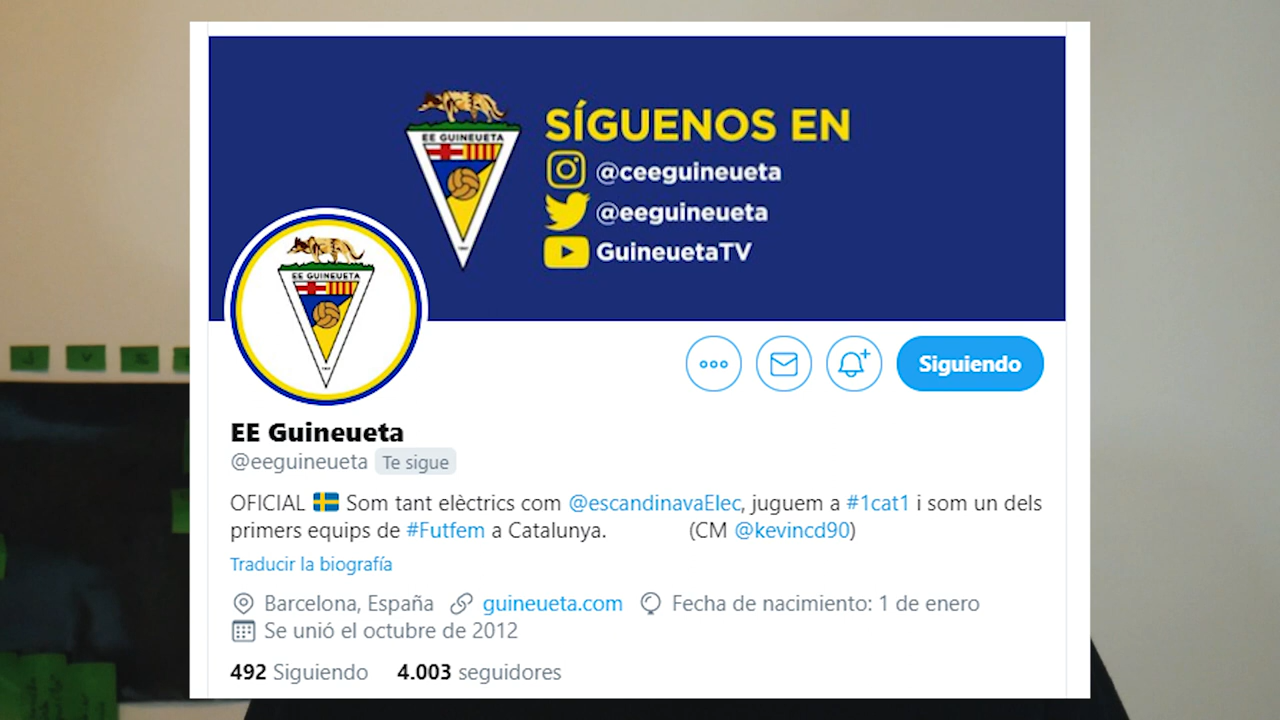 EE GUINEUETA
SÍGUENOS EN
@ceeguineueta
@eeguineueta
GuineuetaTV
EE GUINEUETA
Siguiendo
EE Guineueta
@eeguineueta Te sigue
OFICIAL 🇸🇪 Som tant elèctrics com @escandinavaElec, juguem a #1cat1 i som un dels
primers equips de #Futfem a Catalunya. (CM @kevincd90)
Traducir la biografía
Barcelona, España guineueta.com Fecha de nacimiento: 1 de enero
Se unió el octubre de 2012
492 Siguiendo 4.003 seguidores